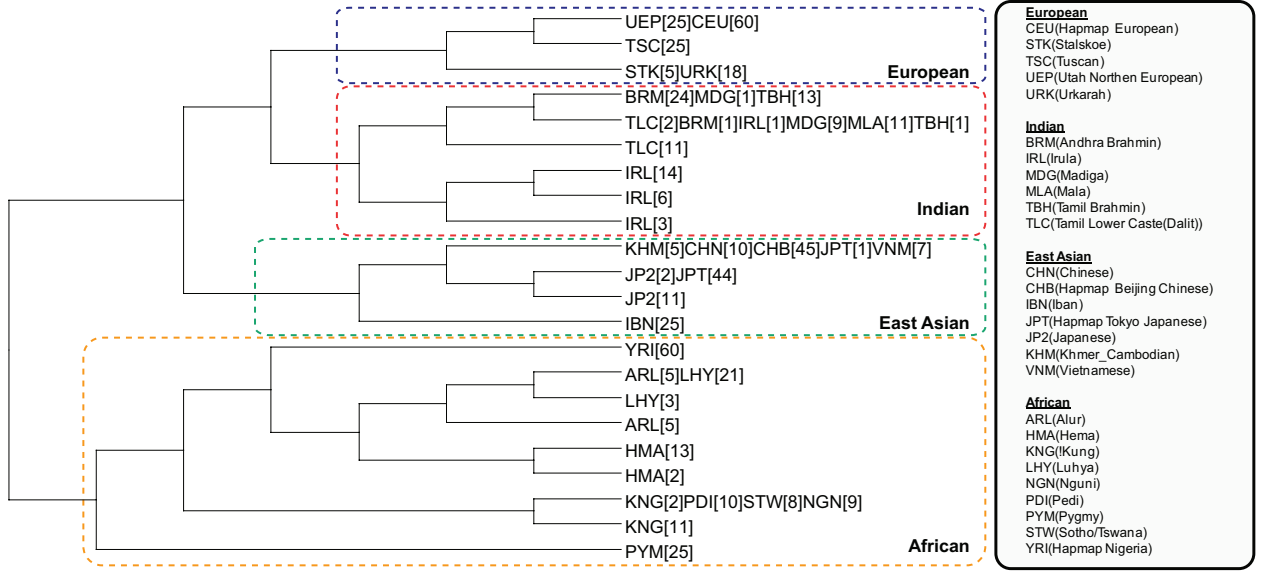 UEP[25]CEU[60]
TSC[25]
STK[5]URK[18]
European
BRM[24]MDG[1]TBH[13]
TLC[2]BRM[1]IRL[1]MDG[9]MLA[11]TBH[1]
TLC[11]
IRL[14]
IRL[6]
IRL[3]
Indian
KHM[5]CHN[10]CHB[45]JPT[1]VNM[7]
JP2[2]JPT[44]
JP2[11]
IBN[25]
East Asian
YRI[60]
ARL[5]LHY[21]
LHY[3]
ARL[5]
HMA[13]
HMA[2]
KNG[2]PDI[10]STW[8]NGN[9]
KNG[11]
PYM[25]
African
European
CEU(Hapmap European)
STK(Stalskoe)
TSC(Tuscan)
UEP(Utah Northen European)
URK(Urkarah)
Indian
BRM(Andhra Brahmin)
IRL(Irula)
MDG(Madiga)
MLA(Mala)
TBH(Tamil Brahmin)
TLC(Tamil Lower Caste(Dalit))
East Asian
CHN(Chinese)
CHB(Hapmap Beijing Chinese)
IBN(Iban)
JPT(Hapmap Tokyo Japanese)
JP2(Japanese)
KHM(Khmer_Cambodian)
VNM(Vietnamese)
African
ARL(Alur)
HMA(Hema)
KNG(!Kung)
LHY(Luhya)
NGN(Nguni)
PDI(Pedi)
PYM(Pygmy)
STW(Sotho/Tswana)
YRI(Hapmap Nigeria)